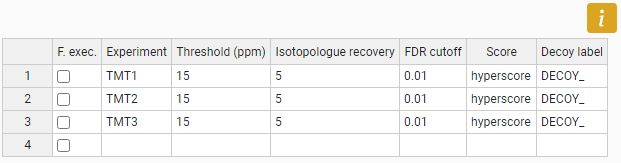 i
F. exec. Experiment Threshold (ppm) Isotopologue recovery FDR cutoff Score Decoy label
1 TMT1 15 5 0.01 hyperscore DECOY_
2 TMT2 15 5 0.01 hyperscore DECOY_
3 TMT3 15 5 0.01 hyperscore DECOY_
4